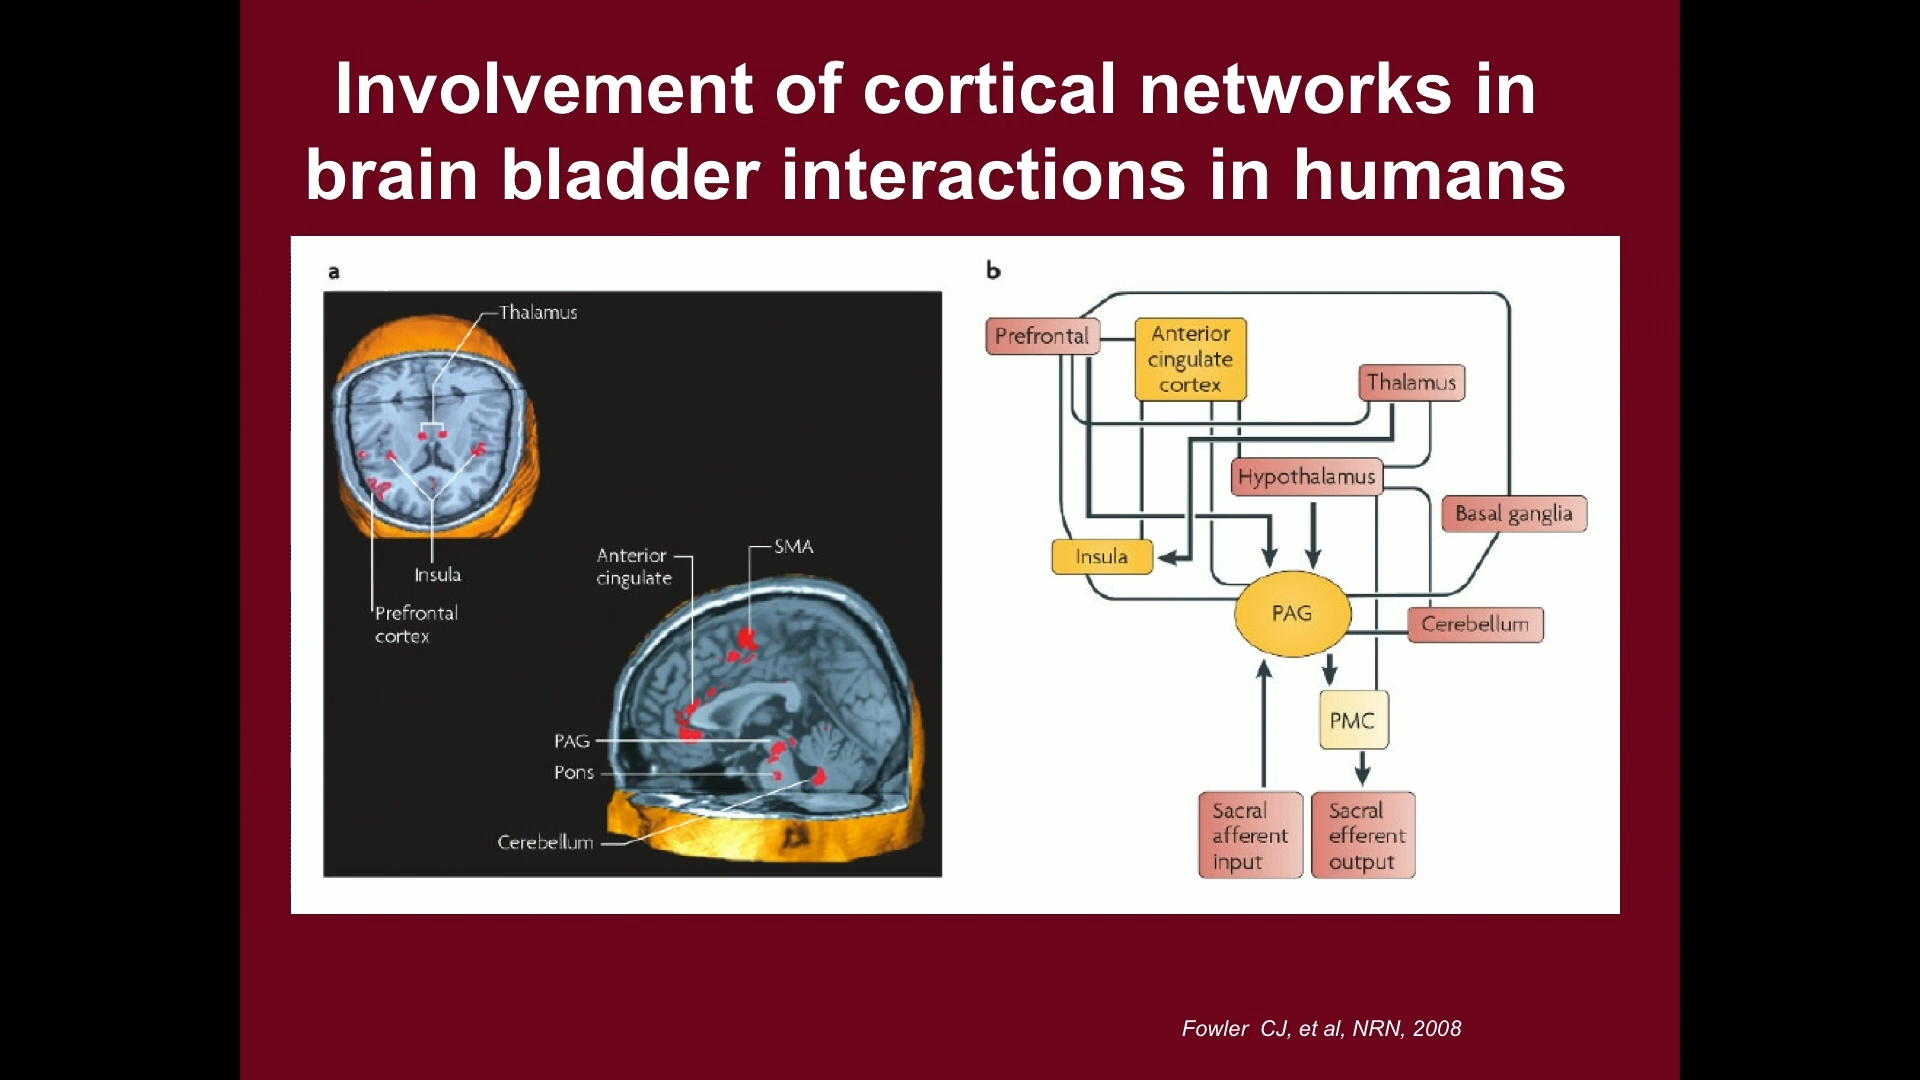 Involvement of cortical networks in
brain bladder interactions in humans
a
Thalamus
Insula
Prefrontal
cortex
Anterior
cingulate
SMA
PAG
Pons
Cerebellum
b
Prefrontal
Anterior
cingulate
cortex
Thalamus
Hypothalamus
Basal ganglia
Insula
PAG
Cerebellum
PMC
Sacral
afferent
input
Sacral
efferent
output
Fowler CJ, et al, NRN, 2008